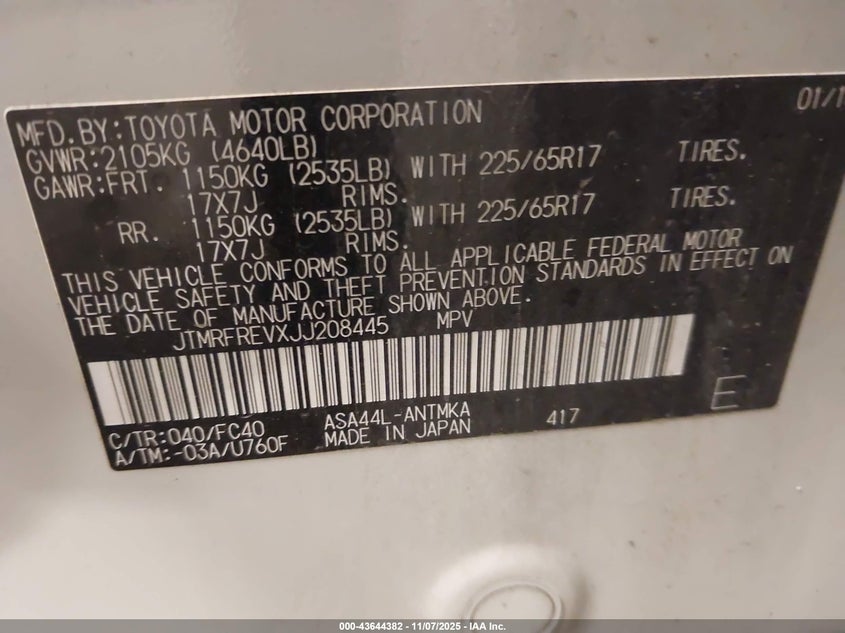 MFD.BY:TOYOTA MOTOR CORPORATION 01/1
GVWR:2105KG (4640LB)
GAWR:FRT. 1150KG (2535LB) WITH 225/65R17 TIRES.
17X7J RIMS.
RR. 1150KG (2535LB) WITH 225/65R17 TIRES.
17X7J RIMS.
THIS VEHICLE CONFORMS TO ALL APPLICABLE FEDERAL MOTOR
VEHICLE SAFETY AND THEFT PREVENTION STANDARDS IN EFFECT ON
THE DATE OF MANUFACTURE SHOWN ABOVE.
JTMRFREVXJJ208445 MPV
E
C/TR:040/FC40 ASA44L-ANTMKA 417
A/TM:-03A/U760F MADE IN JAPAN
000-43644382 - 11/07/2025 - IAA Inc.